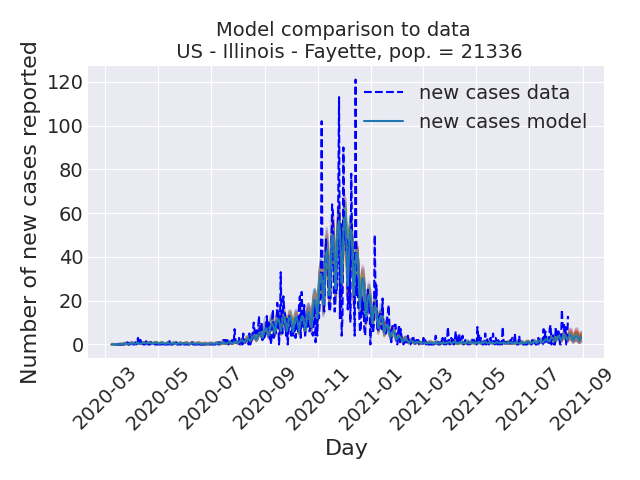 Model comparison to data
US - Illinois - Fayette, pop. = 21336
Number of new cases reported
120
100
80
60
40
20
0
new cases data
new cases model
2020-03
2020-05
2020-07
2020-09
2020-11
2021-01
2021-03
2021-05
2021-07
2021-09
Day